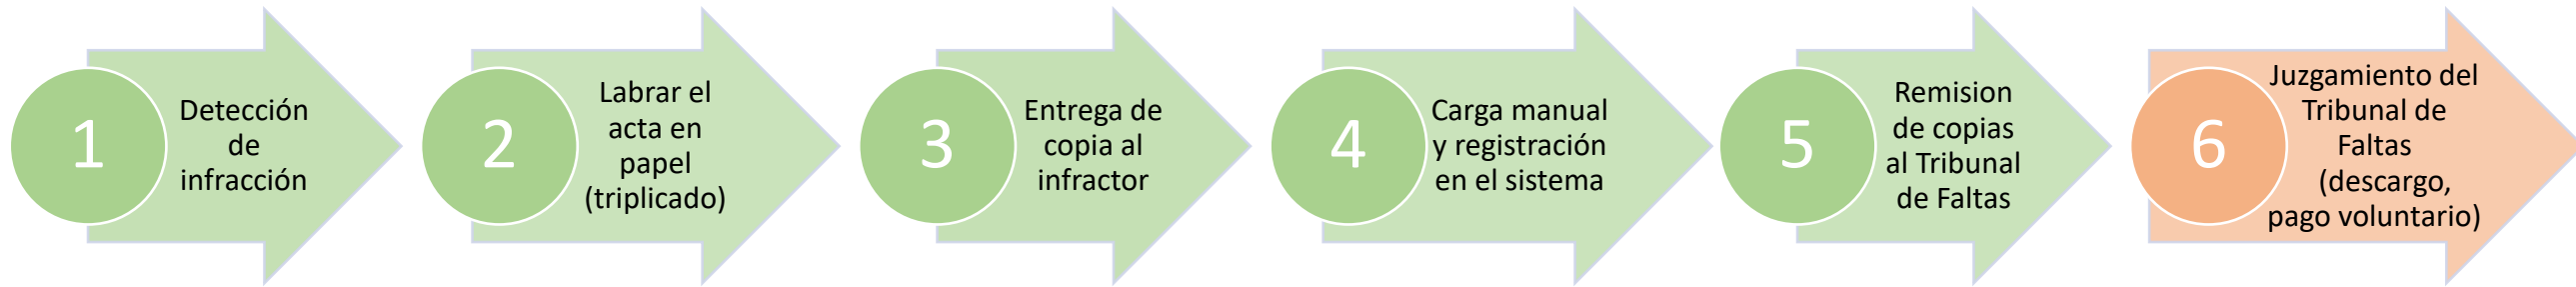 1
Detección
de
infracción
2
Labrar el
acta en
papel
(triplicado)
3
Entrega de
copia al
infractor
4
Carga manual
y registración
en el sistema
5
Remision
de copias
al Tribunal
de Faltas
6
Juzgamiento del
Tribunal de
Faltas
(descargo,
pago voluntario)